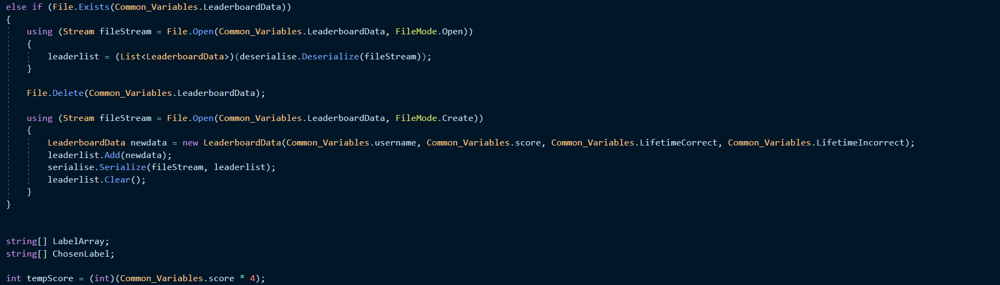 else if (File.Exists(Common_Variables.LeaderboardData))
{
using (Stream fileStream = File.Open(Common_Variables.LeaderboardData, FileMode.Open))
{
leaderlist = (List<LeaderboardData>)(deserialise.Deserialize(fileStream));
}
File.Delete(Common_Variables.LeaderboardData);
using (Stream fileStream = File.Open(Common_Variables.LeaderboardData, FileMode.Create))
{
LeaderboardData newdata = new LeaderboardData(Common_Variables.username, Common_Variables.score, Common_Variables.LifetimeCorrect, Common_Variables.LifetimeIncorrect);
leaderlist.Add(newdata);
serialise.Serialize(fileStream, leaderlist);
leaderlist.Clear();
}
}
string[] LabelArray;
string[] ChosenLabel;
int tempScore = (int)(Common_Variables.score * 4);